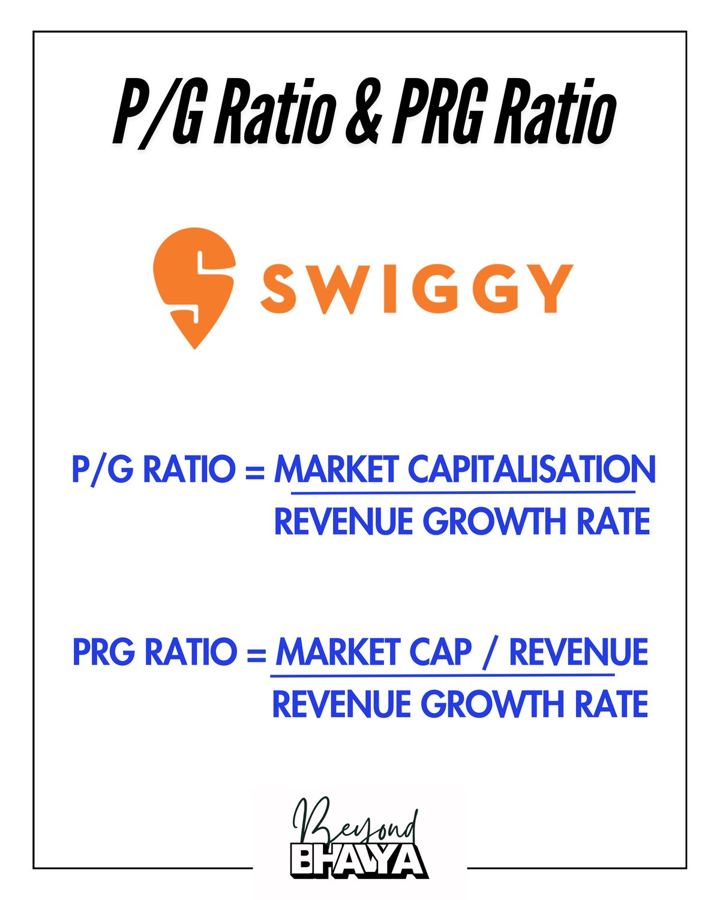 P/G Ratio & PRG Ratio
SWIGGY
P/G RATIO = MARKET CAPITALISATION
REVENUE GROWTH RATE
PRG RATIO = MARKET CAP / REVENUE
REVENUE GROWTH RATE
Beyond
BHAVYA